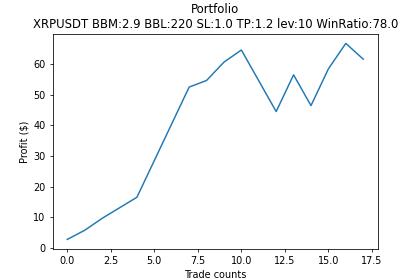 Portfolio
XRPUSDT BBM:2.9 BBL:220 SL:1.0 TP:1.2 lev:10 WinRatio:78.0
Profit ($)
60
50
40
30
20
10
0
0.0 2.5 5.0 7.5 10.0 12.5 15.0 17.5
Trade counts